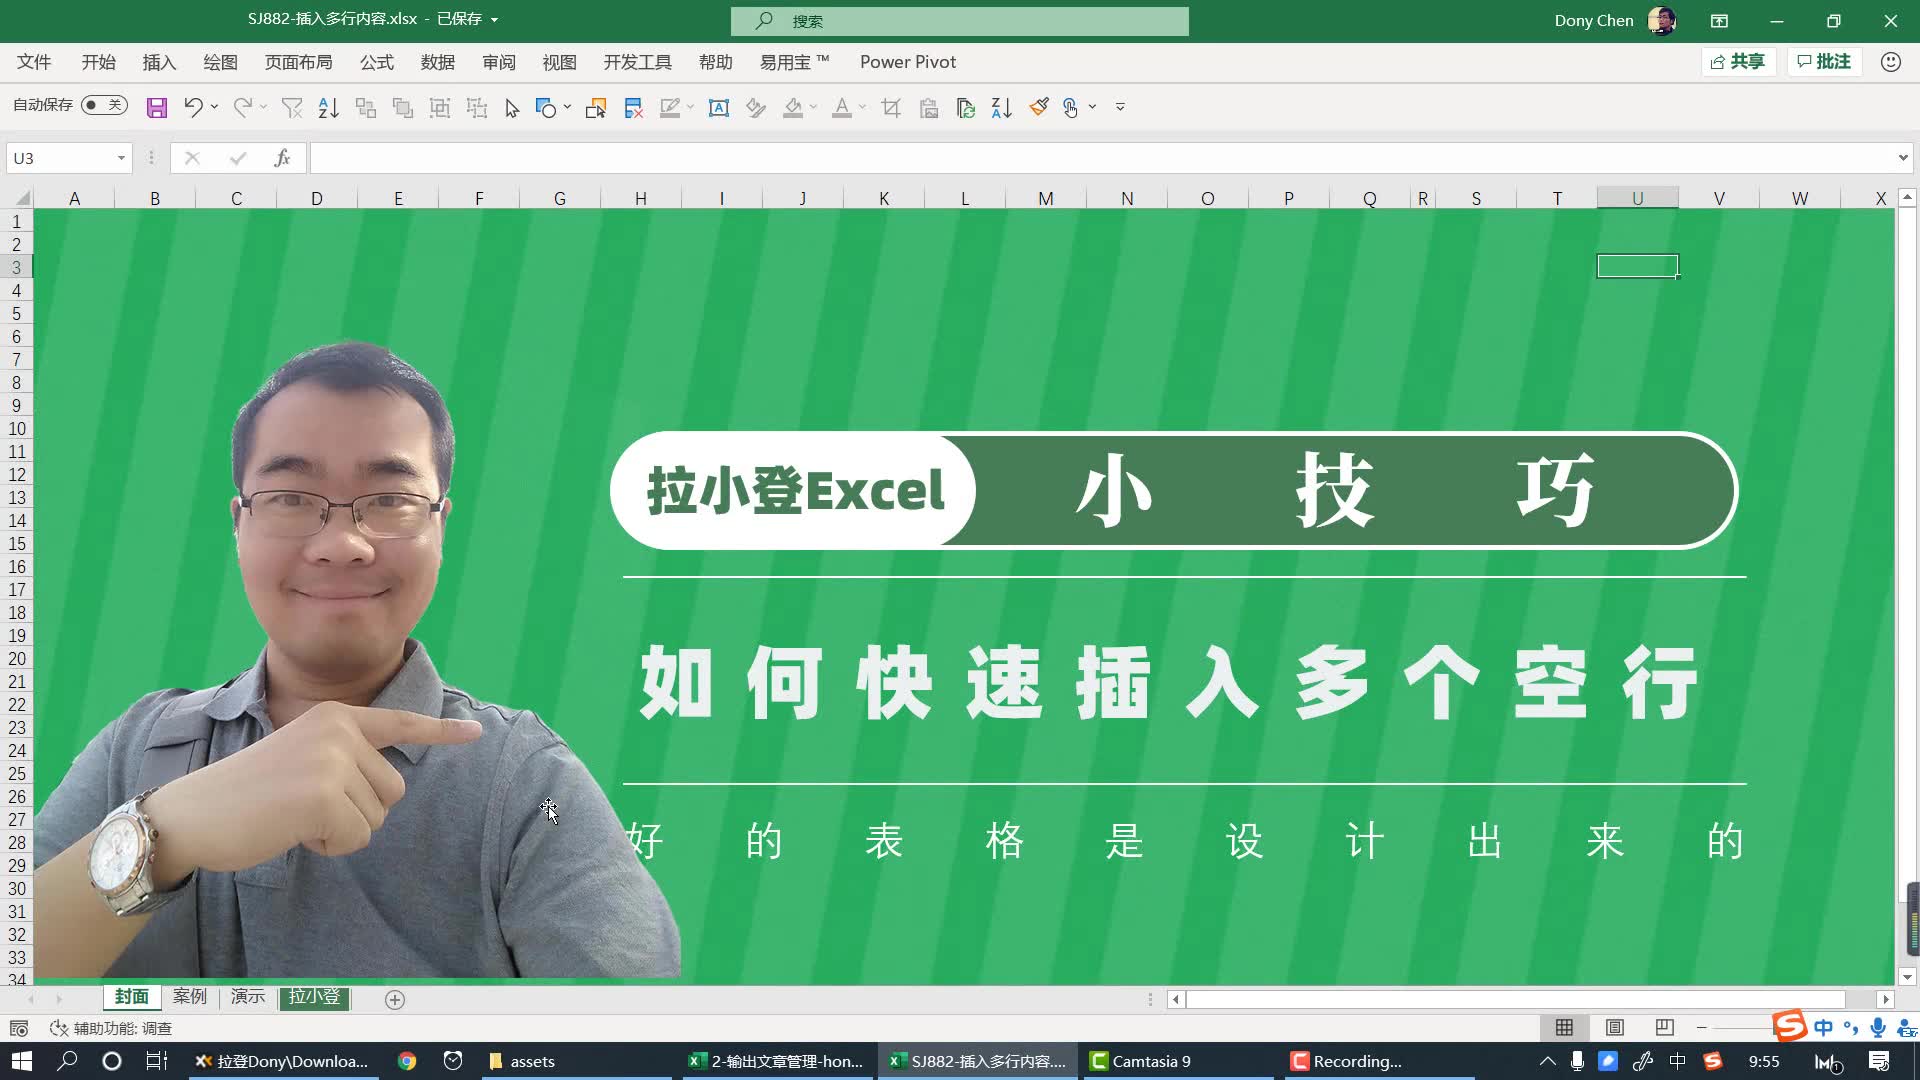 SJ882-插入多行内容.xlsx - 已保存
搜索
Dony Chen
文件 开始 插入 绘图 页面布局 公式 数据 审阅 视图 开发工具 帮助 易用宝 ™ Power Pivot
共享 批注
自动保存 关
U3
fx
A B C D E F G H I J K L M N O P Q R S T U V W X
1
2
3
4
5
6
7
8
9
10
11
12
13
14
15
16
17
18
19
20
21
22
23
24
25
26
27
28
29
30
31
32
33
34
拉小登Excel 小技巧
如何快速插入多个空行
好的表格是设计出来的
封面 案例 演示 拉小登
辅助功能: 调查
中
拉登Dony\Downloa... assets 2-输出文章管理-hon... SJ882-插入多行内容.... Camtasia 9 Recording... 中 9:55